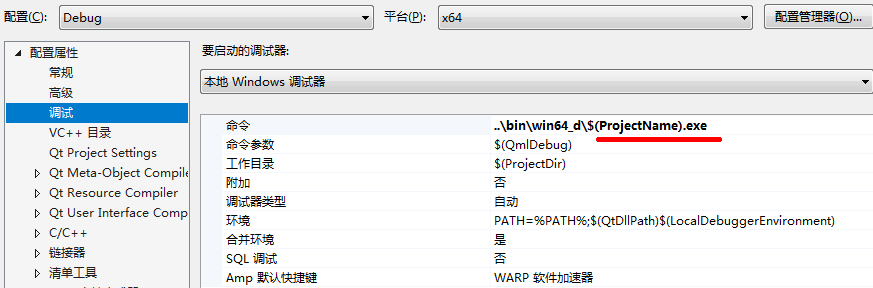 配置(C): Debug 平台(P): x64 配置管理器(O)...
配置属性
常规
高级
调试
VC++ 目录
Qt Project Settings
Qt Meta-Object Compile
Qt Resource Compiler
Qt User Interface Comp
C/C++
链接器
清单工具
要启动的调试器:
本地 Windows 调试器
命令 ..\bin\win64_d\$(ProjectName).exe
命令参数 $(QmlDebug)
工作目录 $(ProjectDir)
附加 否
调试器类型 自动
环境 PATH=%PATH%;$(QtDllPath)$(LocalDebuggerEnvironment)
合并环境 是
SQL 调试 否
Amp 默认快捷键 WARP 软件加速器